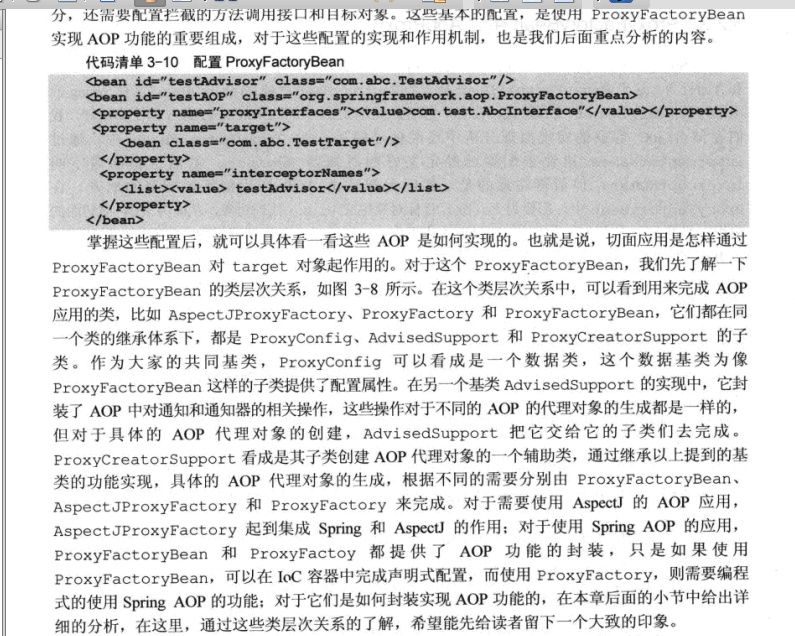 分，还需要配置拦截的方法调用接口和目标对象。这些基本的配置，是使用 ProxyFactoryBean
实现 AOP 功能的重要组成，对于这些配置的实现和作用机制，也是我们后面重点分析的内容。
代码清单 3-10 配置 ProxyFactoryBean
<bean id="testAdvisor" class="com.abc.TestAdvisor"/>
<bean id="testAOP" class="org.springframework.aop.ProxyFactoryBean>
<property name="proxyInterfaces"><value>com.test.AbcInterface"</value></property>
<property name="target">
<bean class="com.abc.TestTarget"/>
</property>
<property name="interceptorNames">
<list><value> testAdvisor</value></list>
</property>
</bean>
掌握这些配置后，就可以具体看一看这些 AOP 是如何实现的。也就是说，切面应用是怎样通过
ProxyFactoryBean 对 target 对象起作用的。对于这个 ProxyFactoryBean，我们先了解一下
ProxyFactoryBean 的类层次关系，如图 3-8 所示。在这个类层次关系中，可以看到用来完成 AOP
应用的类，比如 AspectJProxyFactory、ProxyFactory 和 ProxyFactoryBean，它们都在同
一个类的继承体系下，都是 ProxyConfig、AdvisedSupport 和 ProxyCreatorSupport 的子
类。作为大家的共同基类，ProxyConfig 可以看成是一个数据类，这个数据基类为像
ProxyFactoryBean 这样的子类提供了配置属性。在另一个基类 AdvisedSupport 的实现中，它封
装了 AOP 中对通知和通知器的相关操作，这些操作对于不同的 AOP 的代理对象的生成都是一样的，
但对于具体的 AOP 代理对象的创建，AdvisedSupport 把它交给它的子类们去完成。
ProxyCreatorSupport 看成是其子类创建 AOP 代理对象的一个辅助类，通过继承以上提到的基
类的功能实现，具体的 AOP 代理对象的生成，根据不同的需要分别由 ProxyFactoryBean、
AspectJProxyFactory 和 ProxyFactory 来完成。对于需要使用 AspectJ 的 AOP 应用，
AspectJProxyFactory 起到集成 Spring 和 AspectJ 的作用；对于使用 Spring AOP 的应用，
ProxyFactoryBean 和 ProxyFactoy 都提供了 AOP 功能的封装，只是如果使用
ProxyFactoryBean，可以在 IoC 容器中完成声明式配置，而使用 ProxyFactory，则需要编程
式的使用 Spring AOP 的功能；对于它们是如何封装实现 AOP 功能的，在本章后面的小节中给出详
细的分析，在这里，通过这些类层次关系的了解，希望能先给读者留下一个大致的印象。